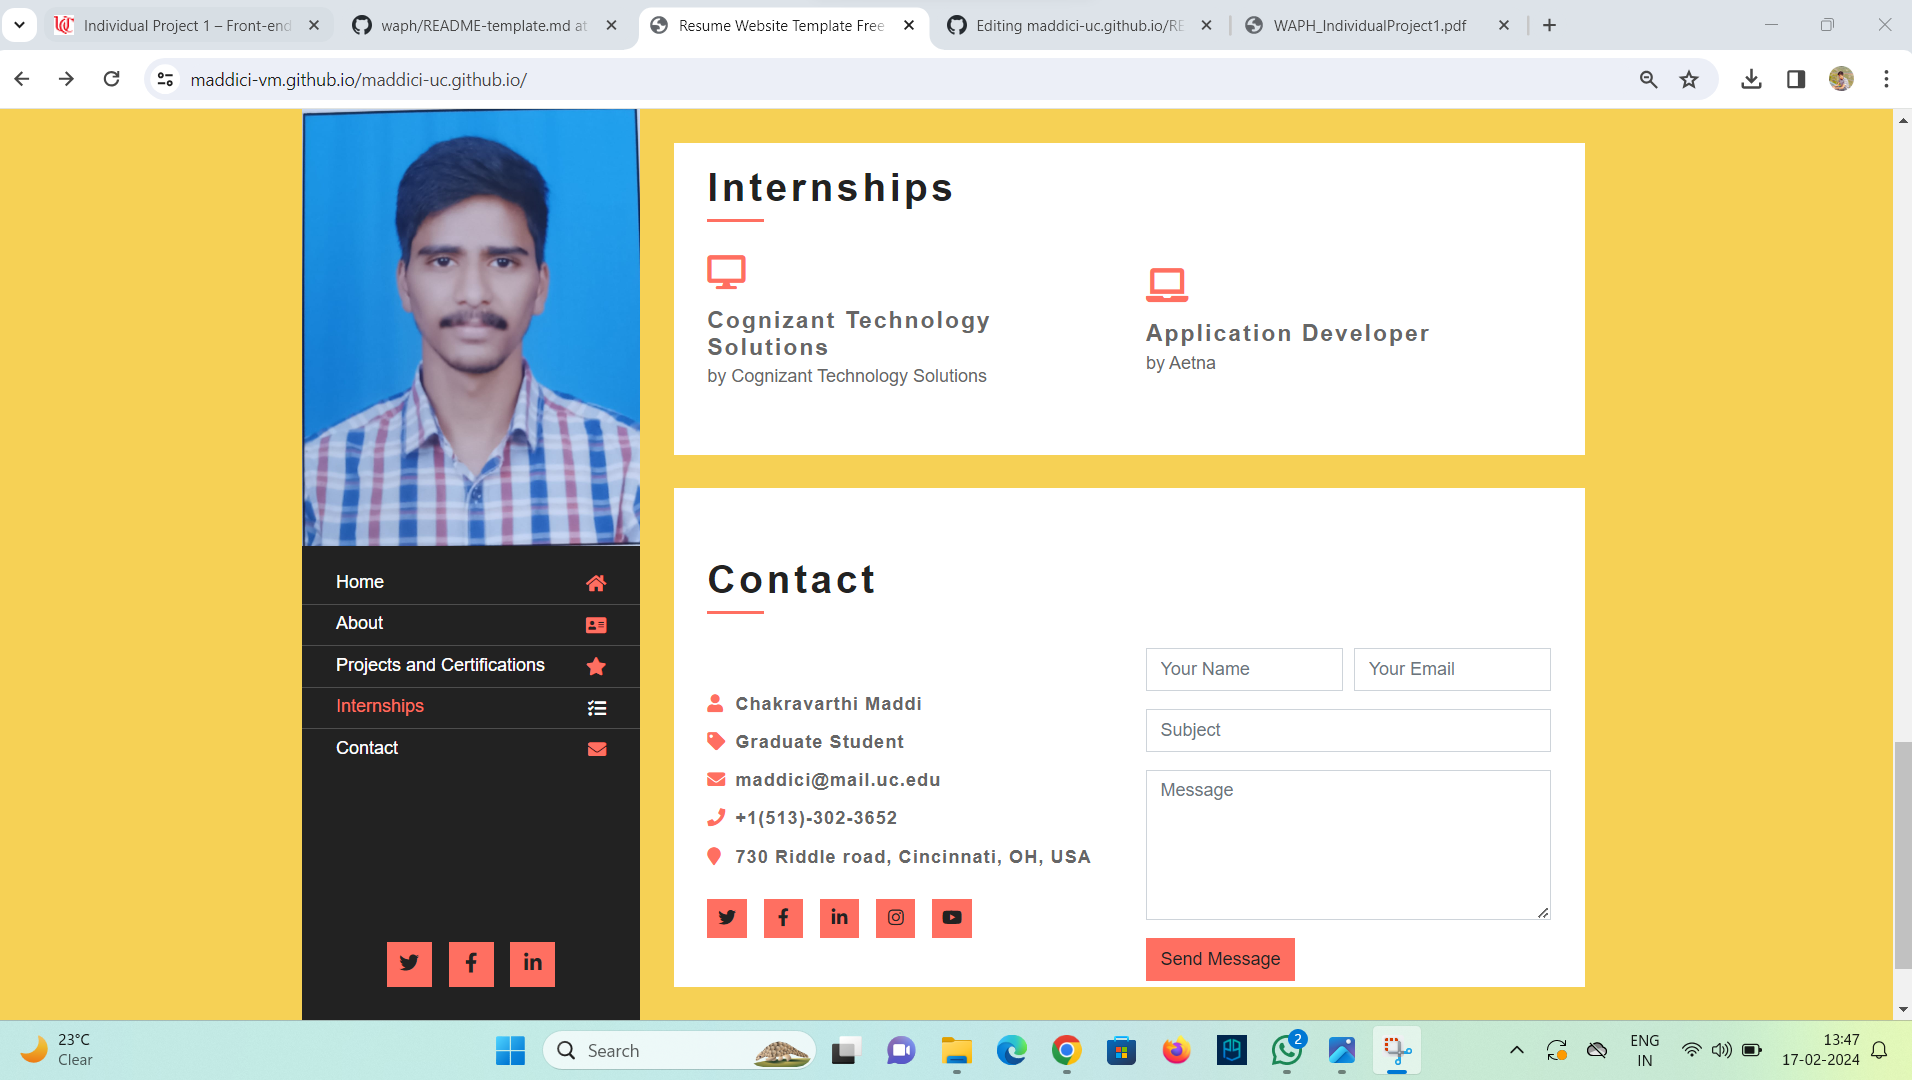 Individual Project 1 – Front-end
waph/README-template.md at
Resume Website Template Free
Editing maddici-uc.github.io/RE
WAPH_IndividualProject1.pdf
maddici-vm.github.io/maddici-uc.github.io/
Home
About
Projects and Certifications
Internships
Contact
Internships
Cognizant Technology
Solutions
by Cognizant Technology Solutions
Application Developer
by Aetna
Contact
Chakravarthi Maddi
Graduate Student
maddici@mail.uc.edu
+1(513)-302-3652
730 Riddle road, Cincinnati, OH, USA
Your Name
Your Email
Subject
Message
Send Message
23°C
Clear
Search
2
ENG
IN
13:47
17-02-2024